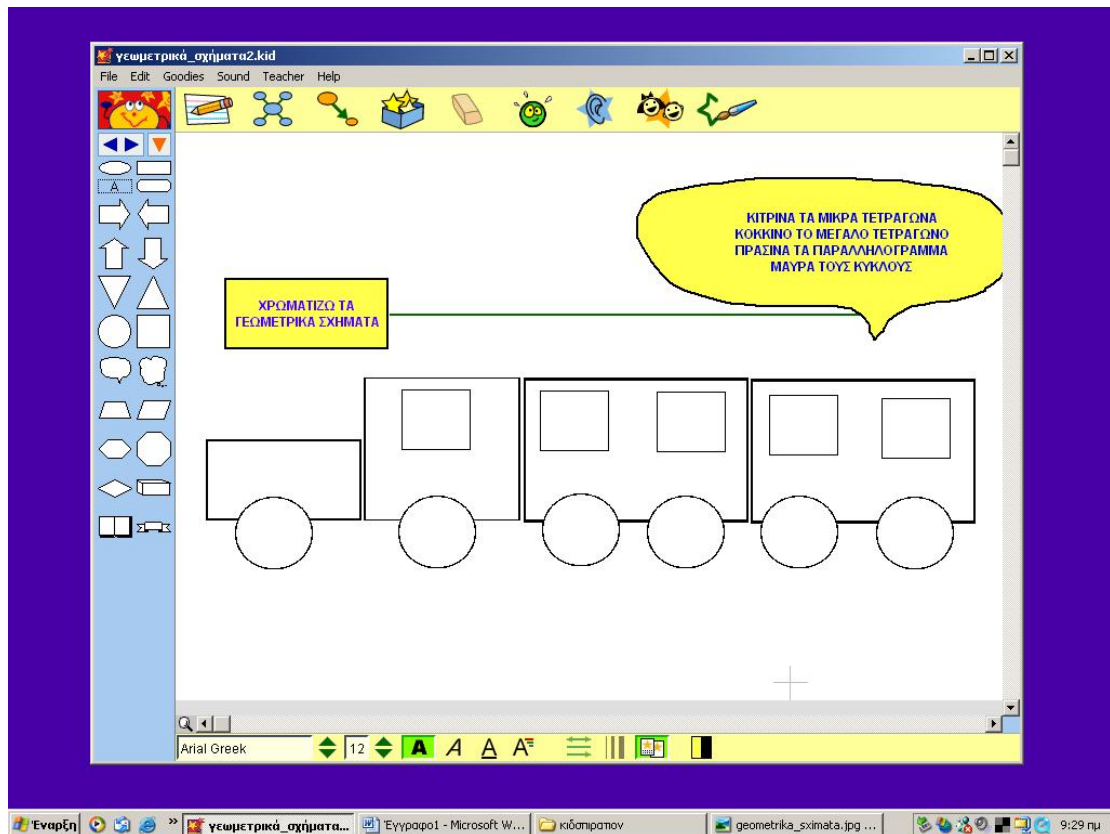 γεωμετρικά_σχήματα2.kid
File Edit Goodies Sound Teacher Help
A
ΚΙΤΡΙΝΑ ΤΑ ΜΙΚΡΑ ΤΕΤΡΑΓΩΝΑ
ΚΟΚΚΙΝΟ ΤΟ ΜΕΓΑΛΟ ΤΕΤΡΑΓΩΝΟ
ΠΡΑΣΙΝΑ ΤΑ ΠΑΡΑΛΛΗΛΟΓΡΑΜΜΑ
ΜΑΥΡΑ ΤΟΥΣ ΚΥΚΛΟΥΣ
ΧΡΩΜΑΤΙΖΩ ΤΑ
ΓΕΩΜΕΤΡΙΚΑ ΣΧΗΜΑΤΑ
Arial Greek 12 A A A A
Έναρξη » γεωμετρικά_σχήματα... Έγγραφο1 - Microsoft W... κιδσπιρατιον geometrika_sximata.jpg ... 9:29 πμ